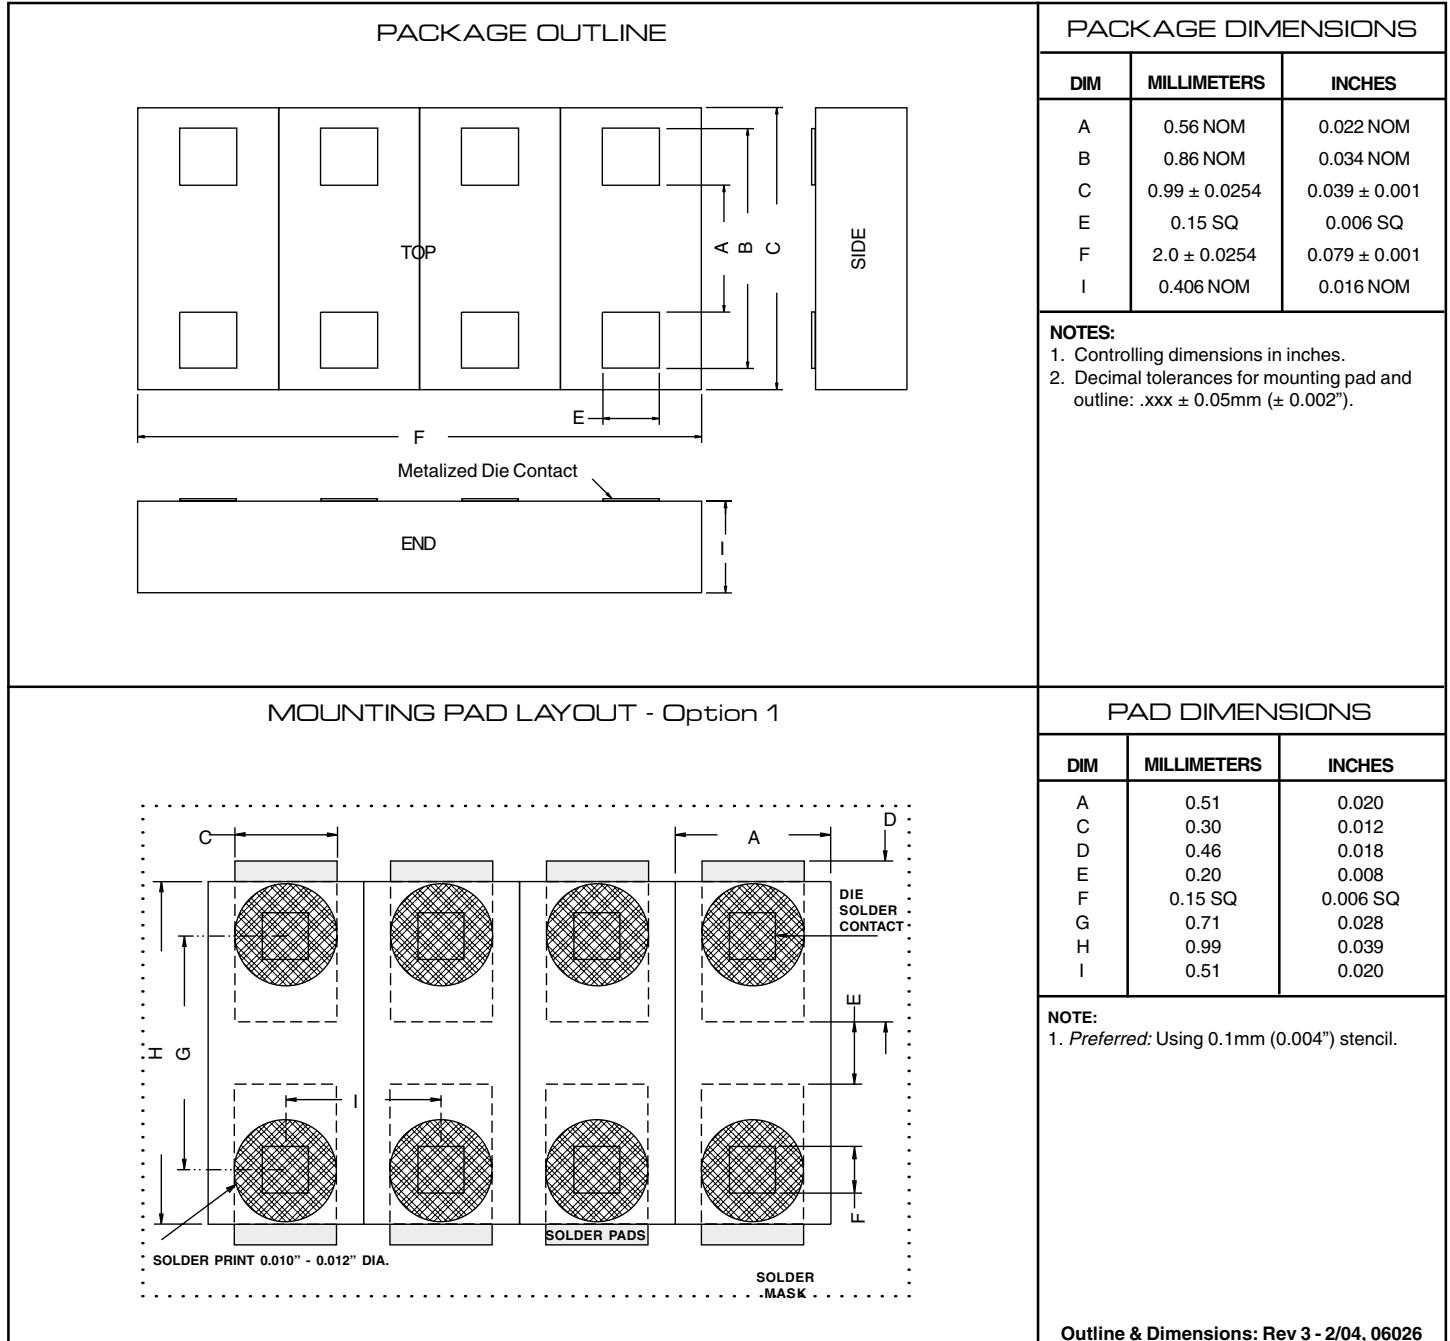 PACKAGE OUTLINE
TOP
A
B
C
SIDE
E
F
Metalized Die Contact
END
I
PACKAGE DIMENSIONS
DIM MILLIMETERS INCHES
A 0.56 NOM 0.022 NOM
B 0.86 NOM 0.034 NOM
C 0.99 ± 0.0254 0.039 ± 0.001
E 0.15 SQ 0.006 SQ
F 2.0 ± 0.0254 0.079 ± 0.001
I 0.406 NOM 0.016 NOM
NOTES:
1. Controlling dimensions in inches.
2. Decimal tolerances for mounting pad and
outline: .xxx ± 0.05mm (± 0.002”).
MOUNTING PAD LAYOUT - Option 1
C
A
D
DIE
SOLDER
CONTACT
E
H
G
I
F
SOLDER PADS
SOLDER PRINT 0.010” - 0.012” DIA.
SOLDER
MASK
PAD DIMENSIONS
DIM MILLIMETERS INCHES
A 0.51 0.020
C 0.30 0.012
D 0.46 0.018
E 0.20 0.008
F 0.15 SQ 0.006 SQ
G 0.71 0.028
H 0.99 0.039
I 0.51 0.020
NOTE:
1. Preferred: Using 0.1mm (0.004”) stencil.
Outline & Dimensions: Rev 3 - 2/04, 06026